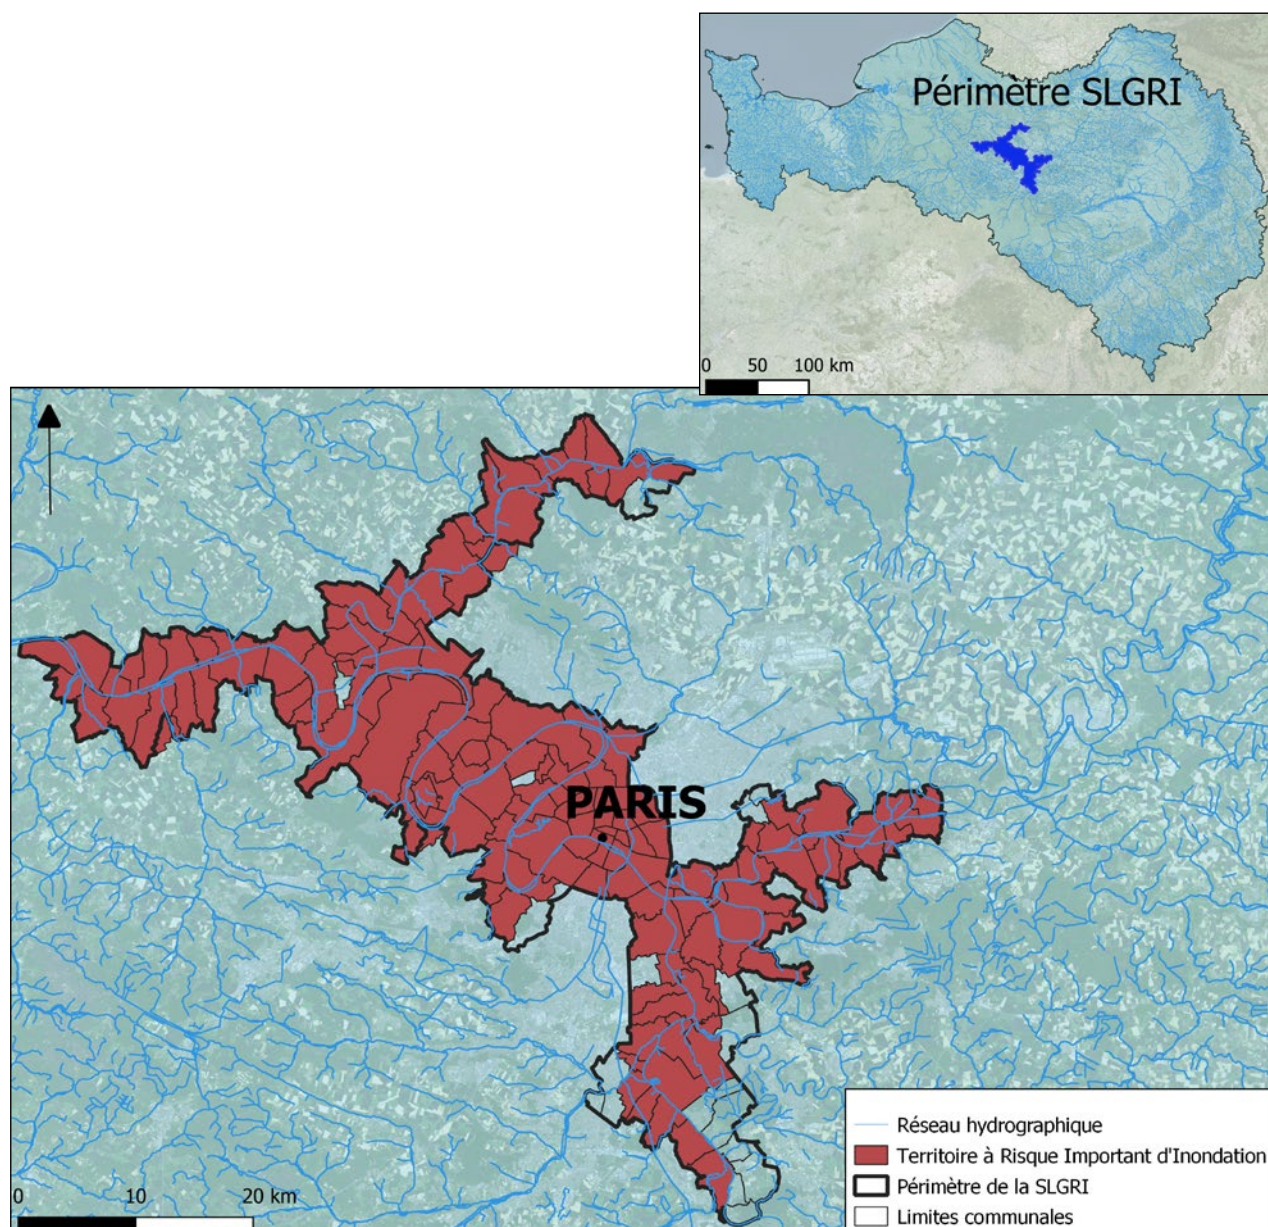 Périmètre SLGRI
0 50 100 km
PARIS
Réseau hydrographique
Territoire à Risque Important d'Inondation
Périmètre de la SLGRI
Limites communales
0 10 20 km